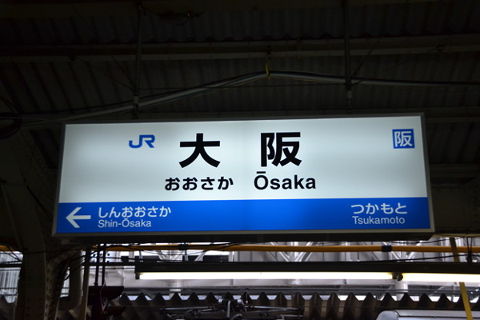 JR 大阪 阪
おおさか Ōsaka
← しんおおさか つかもと
Shin-Ōsaka Tsukamoto